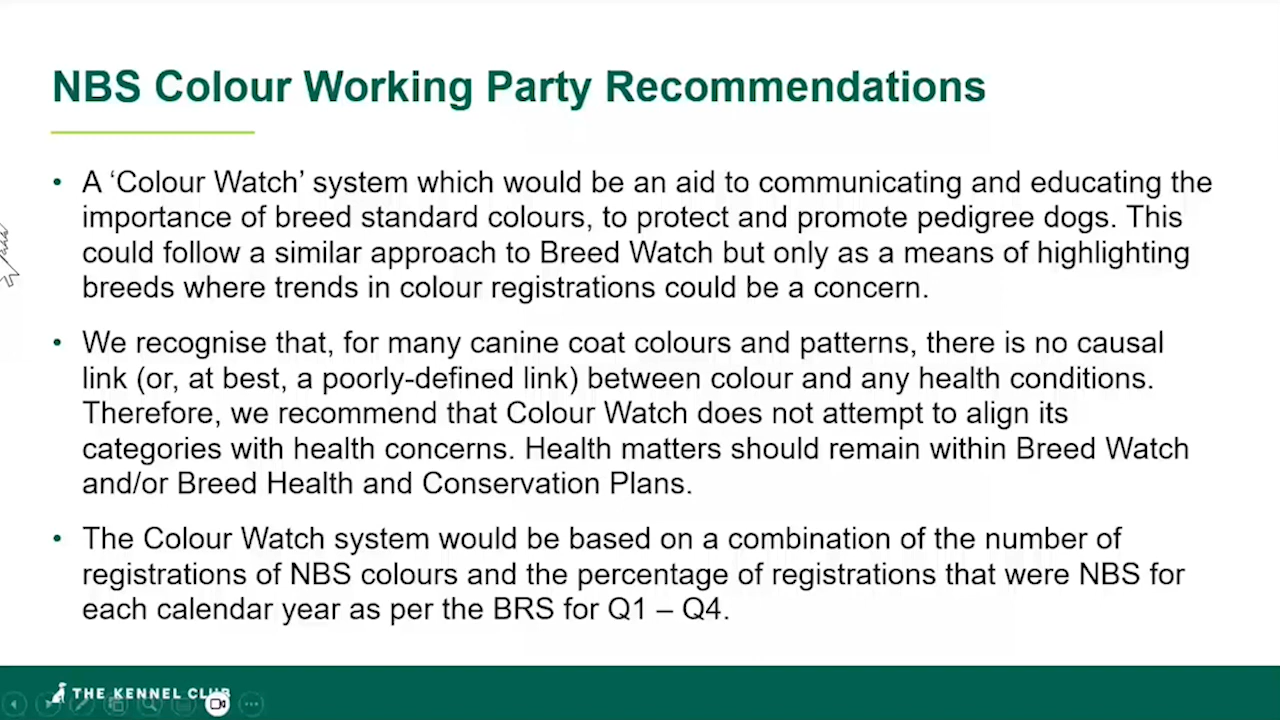 NBS Colour Working Party Recommendations
• A ‘Colour Watch’ system which would be an aid to communicating and educating the
importance of breed standard colours, to protect and promote pedigree dogs. This
could follow a similar approach to Breed Watch but only as a means of highlighting
breeds where trends in colour registrations could be a concern.
• We recognise that, for many canine coat colours and patterns, there is no causal
link (or, at best, a poorly-defined link) between colour and any health conditions.
Therefore, we recommend that Colour Watch does not attempt to align its
categories with health concerns. Health matters should remain within Breed Watch
and/or Breed Health and Conservation Plans.
• The Colour Watch system would be based on a combination of the number of
registrations of NBS colours and the percentage of registrations that were NBS for
each calendar year as per the BRS for Q1 – Q4.
THE KENNEL CLUB